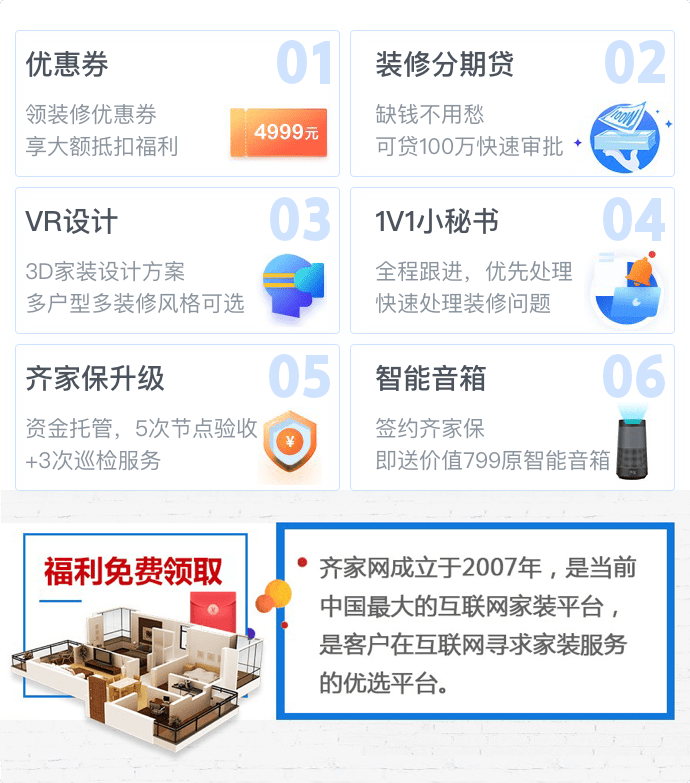 优惠券
01
领装修优惠券
享大额抵扣福利
4999元
装修分期贷
02
缺钱不用愁
可贷100万快速审批
100W
VR设计
03
3D家装设计方案
多户型多装修风格可选
1V1小秘书
04
全程跟进，优先处理
快速处理装修问题
齐家保升级
05
资金托管，5次节点验收
+3次巡检服务
¥
智能音箱
06
签约齐家保
即送价值799原智能音箱
福利免费领取
¥
齐家网成立于2007年，是当前
中国最大的互联网家装平台，
是客户在互联网寻求家装服务
的优选平台。